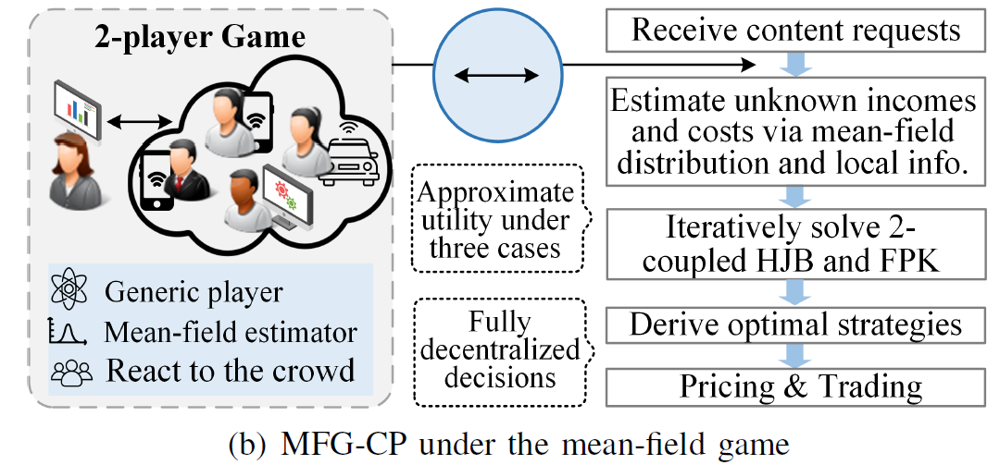 2-player Game
Generic player
Mean-field estimator
React to the crowd
Approximate
utility under
three cases
Fully
decentralized
decisions
Receive content requests
Estimate unknown incomes
and costs via mean-field
distribution and local info.
Iteratively solve 2-
coupled HJB and FPK
Derive optimal strategies
Pricing & Trading
(b) MFG-CP under the mean-field game